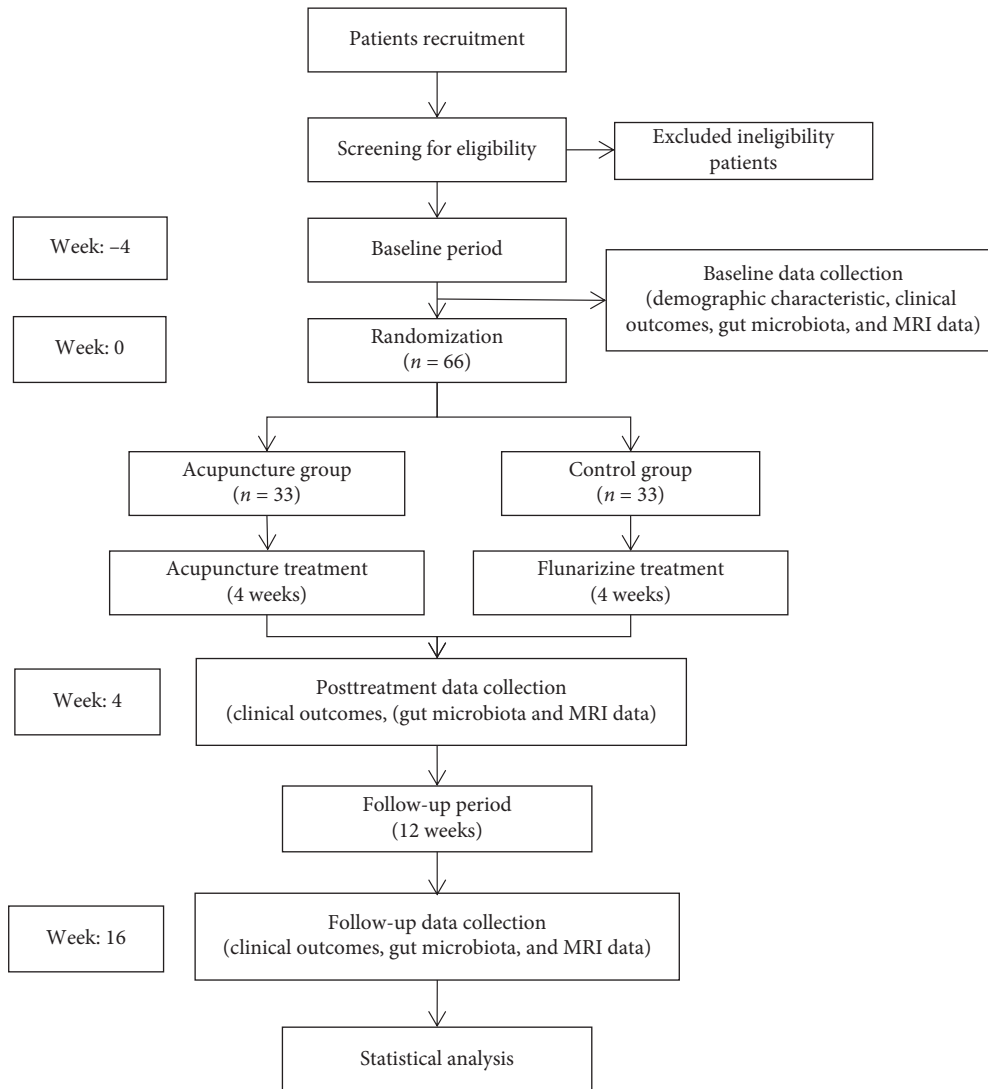 Patients recruitment
Screening for eligibility
Excluded ineligibility
patients
Week: –4
Baseline period
Baseline data collection
(demographic characteristic, clinical
outcomes, gut microbiota, and MRI data)
Week: 0
Randomization
(n = 66)
Acupuncture group
(n = 33)
Control group
(n = 33)
Acupuncture treatment
(4 weeks)
Flunarizine treatment
(4 weeks)
Week: 4
Posttreatment data collection
(clinical outcomes, (gut microbiota and MRI data)
Follow-up period
(12 weeks)
Week: 16
Follow-up data collection
(clinical outcomes, gut microbiota, and MRI data)
Statistical analysis